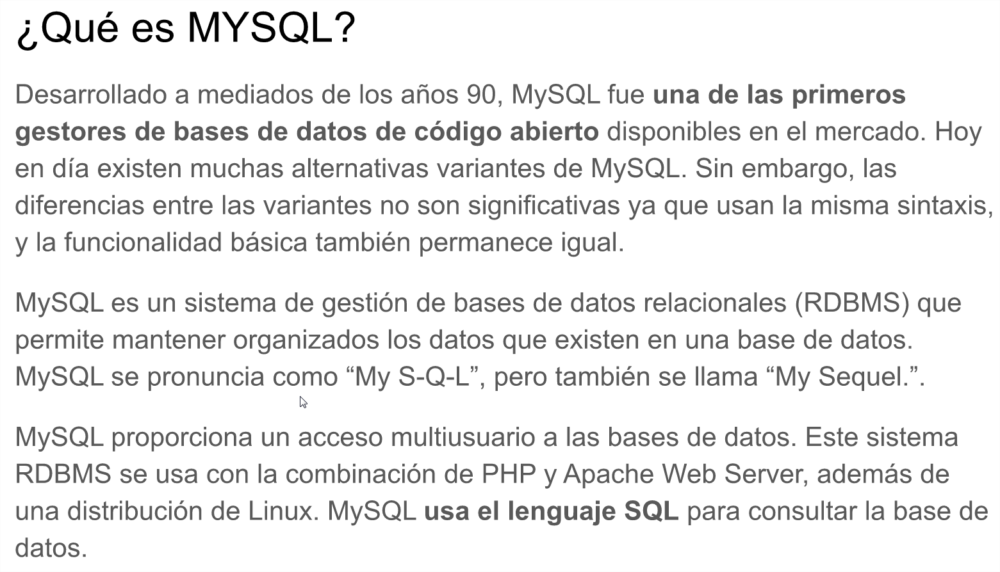 ¿Qué es MYSQL?
Desarrollado a mediados de los años 90, MySQL fue una de las primeros
gestores de bases de datos de código abierto disponibles en el mercado. Hoy
en día existen muchas alternativas variantes de MySQL. Sin embargo, las
diferencias entre las variantes no son significativas ya que usan la misma sintaxis,
y la funcionalidad básica también permanece igual.
MySQL es un sistema de gestión de bases de datos relacionales (RDBMS) que
permite mantener organizados los datos que existen en una base de datos.
MySQL se pronuncia como “My S-Q-L”, pero también se llama “My Sequel.”.
MySQL proporciona un acceso multiusuario a las bases de datos. Este sistema
RDBMS se usa con la combinación de PHP y Apache Web Server, además de
una distribución de Linux. MySQL usa el lenguaje SQL para consultar la base de
datos.